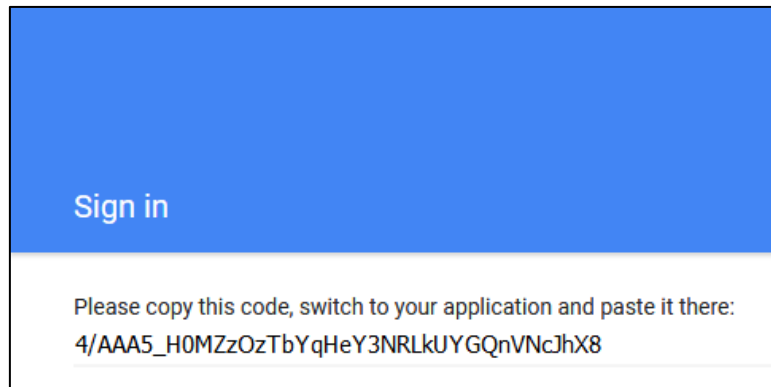 Sign in
Please copy this code, switch to your application and paste it there:
4/AAA5_H0MZzOzTbYqHeY3NRLkUYGQnVNcJhX8